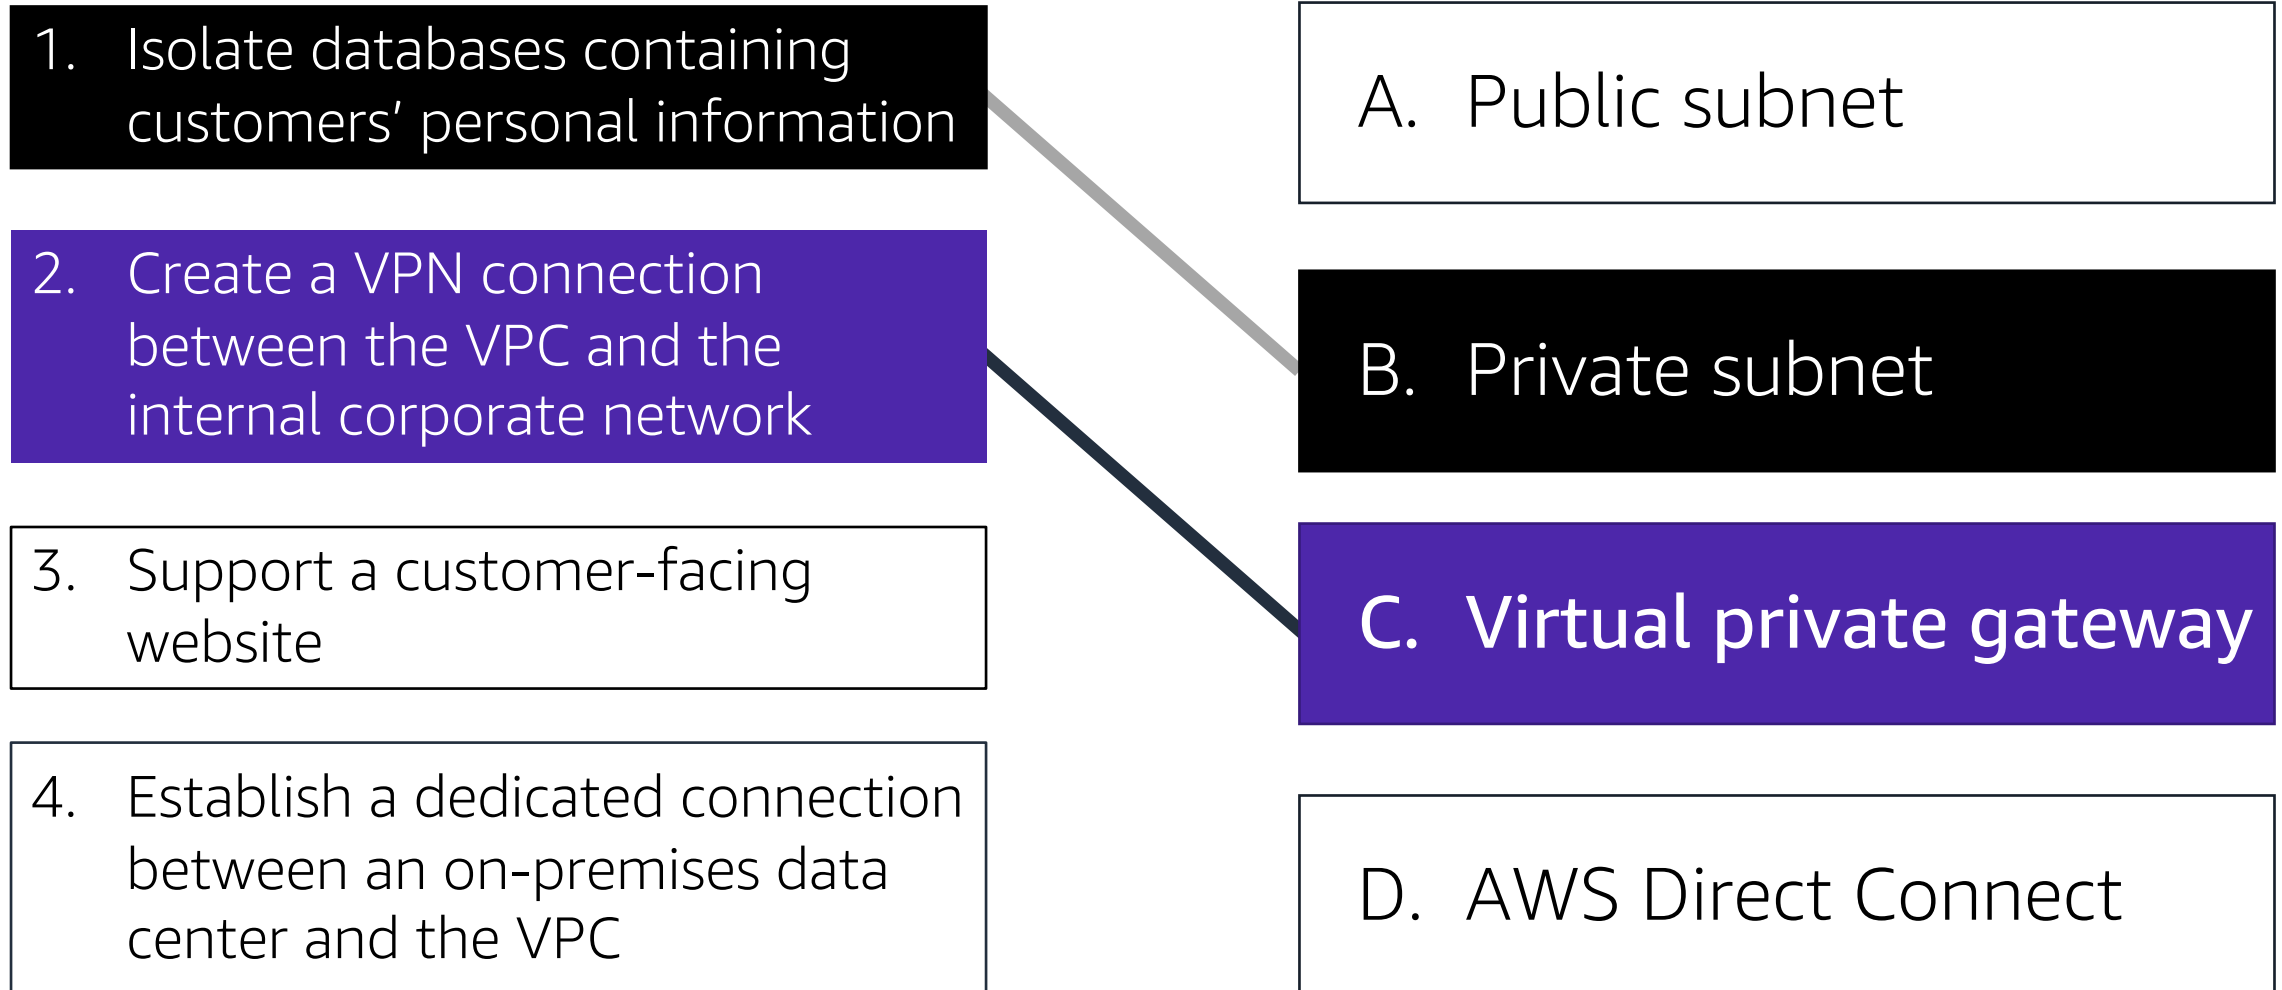 1. Isolate databases containing
customers’ personal information
2. Create a VPN connection
between the VPC and the
internal corporate network
3. Support a customer-facing
website
4. Establish a dedicated connection
between an on-premises data
center and the VPC
A. Public subnet
B. Private subnet
C. Virtual private gateway
D. AWS Direct Connect